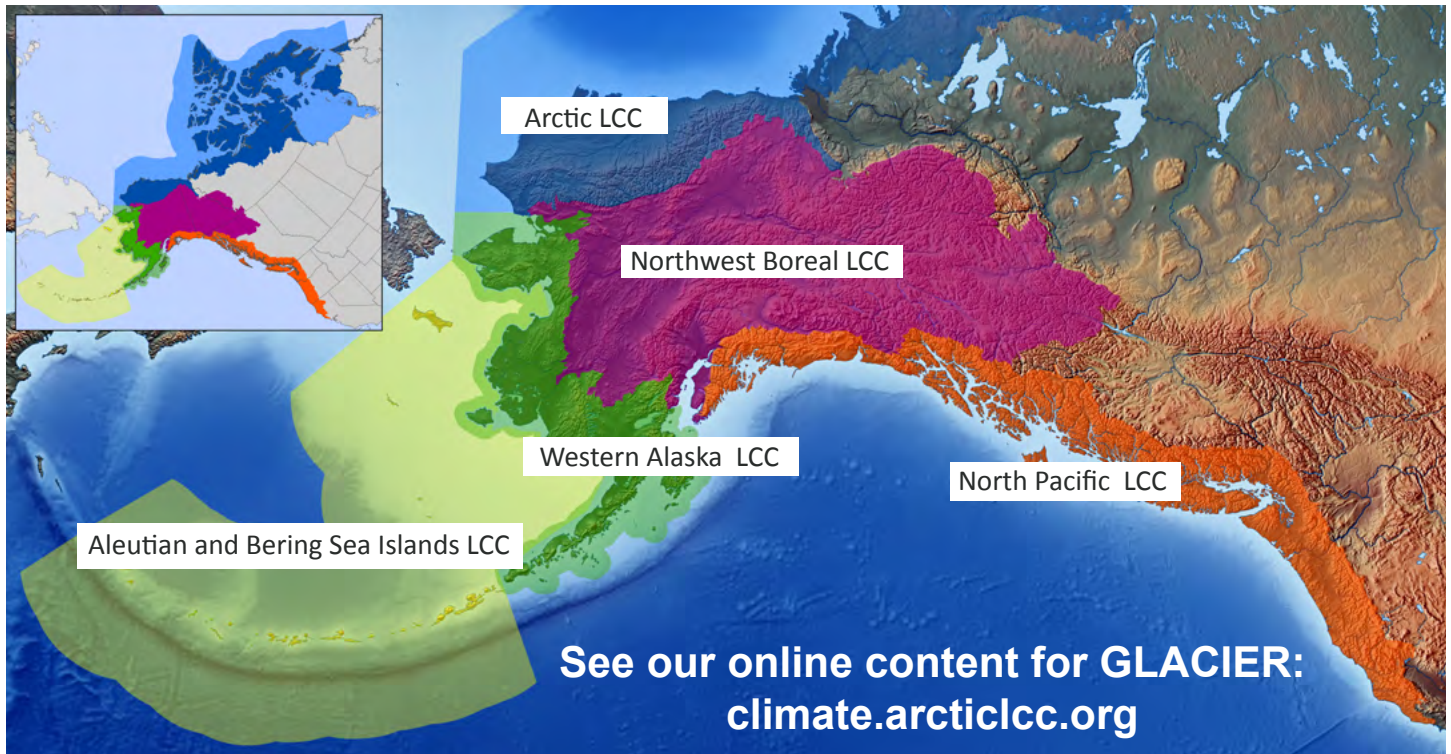 Arctic LCC
Northwest Boreal LCC
Western Alaska  LCC
North Pacific  LCC
Aleutian and Bering Sea Islands LCC
See our online content for GLACIER:
climate.arcticlcc.org